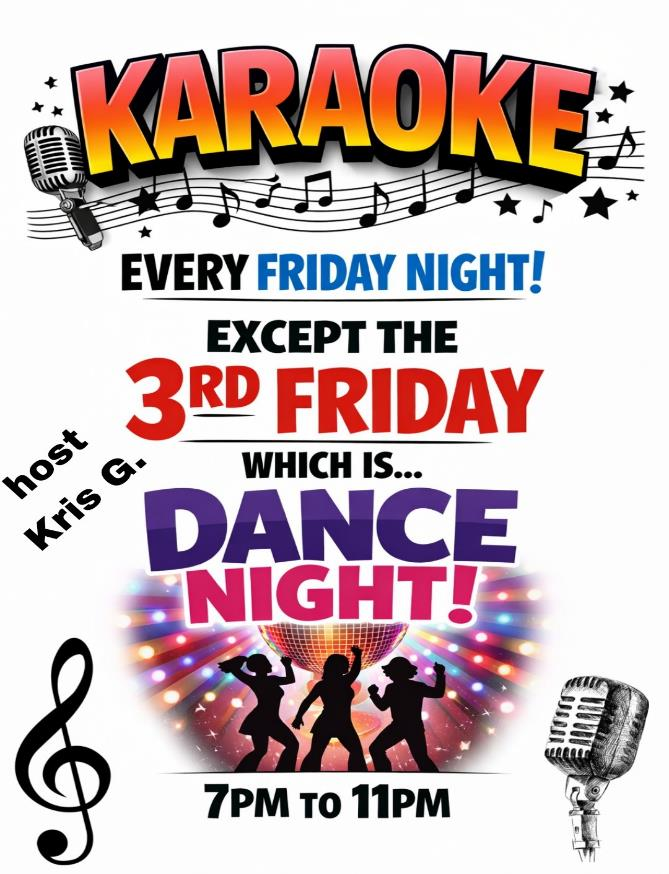 KARAOKE
EVERY FRIDAY NIGHT!
EXCEPT THE
3RD FRIDAY
host
Kris G.
WHICH IS...
DANCE
NIGHT!
7PM TO 11PM